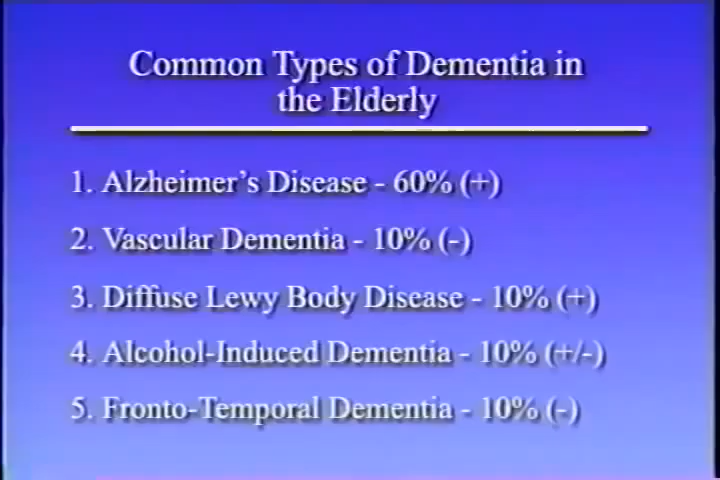 Common Types of Dementia in
the Elderly
1. Alzheimer's Disease - 60% (+)
2. Vascular Dementia - 10% (-)
3. Diffuse Lewy Body Disease - 10% (+)
4. Alcohol-Induced Dementia - 10% (+/-)
5. Fronto-Temporal Dementia - 10% (-)